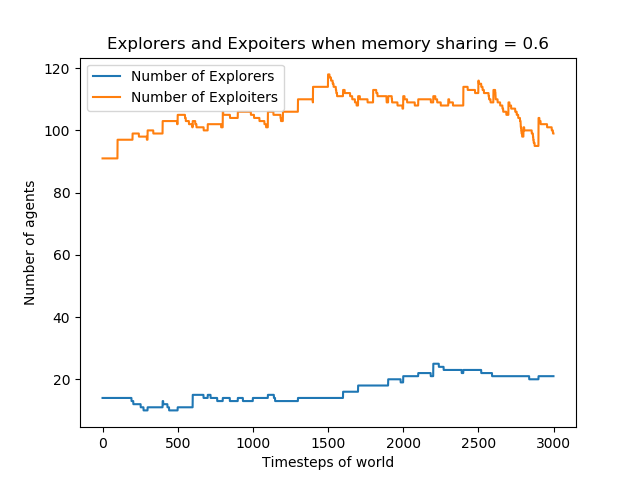 Explorers and Expoiters when memory sharing = 0.6
Number of Explorers
Number of Exploiters
Number of agents
120
100
80
60
40
20
0 500 1000 1500 2000 2500 3000
Timesteps of world